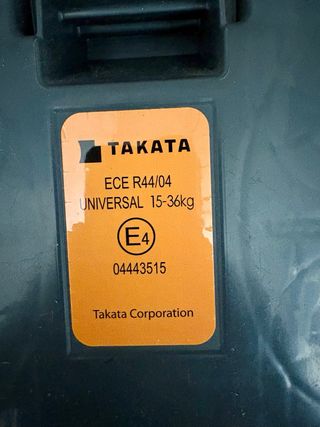 TAKATA
ECE R44/04
UNIVERSAL 15-36kg
E4
04443515
Takata Corporation